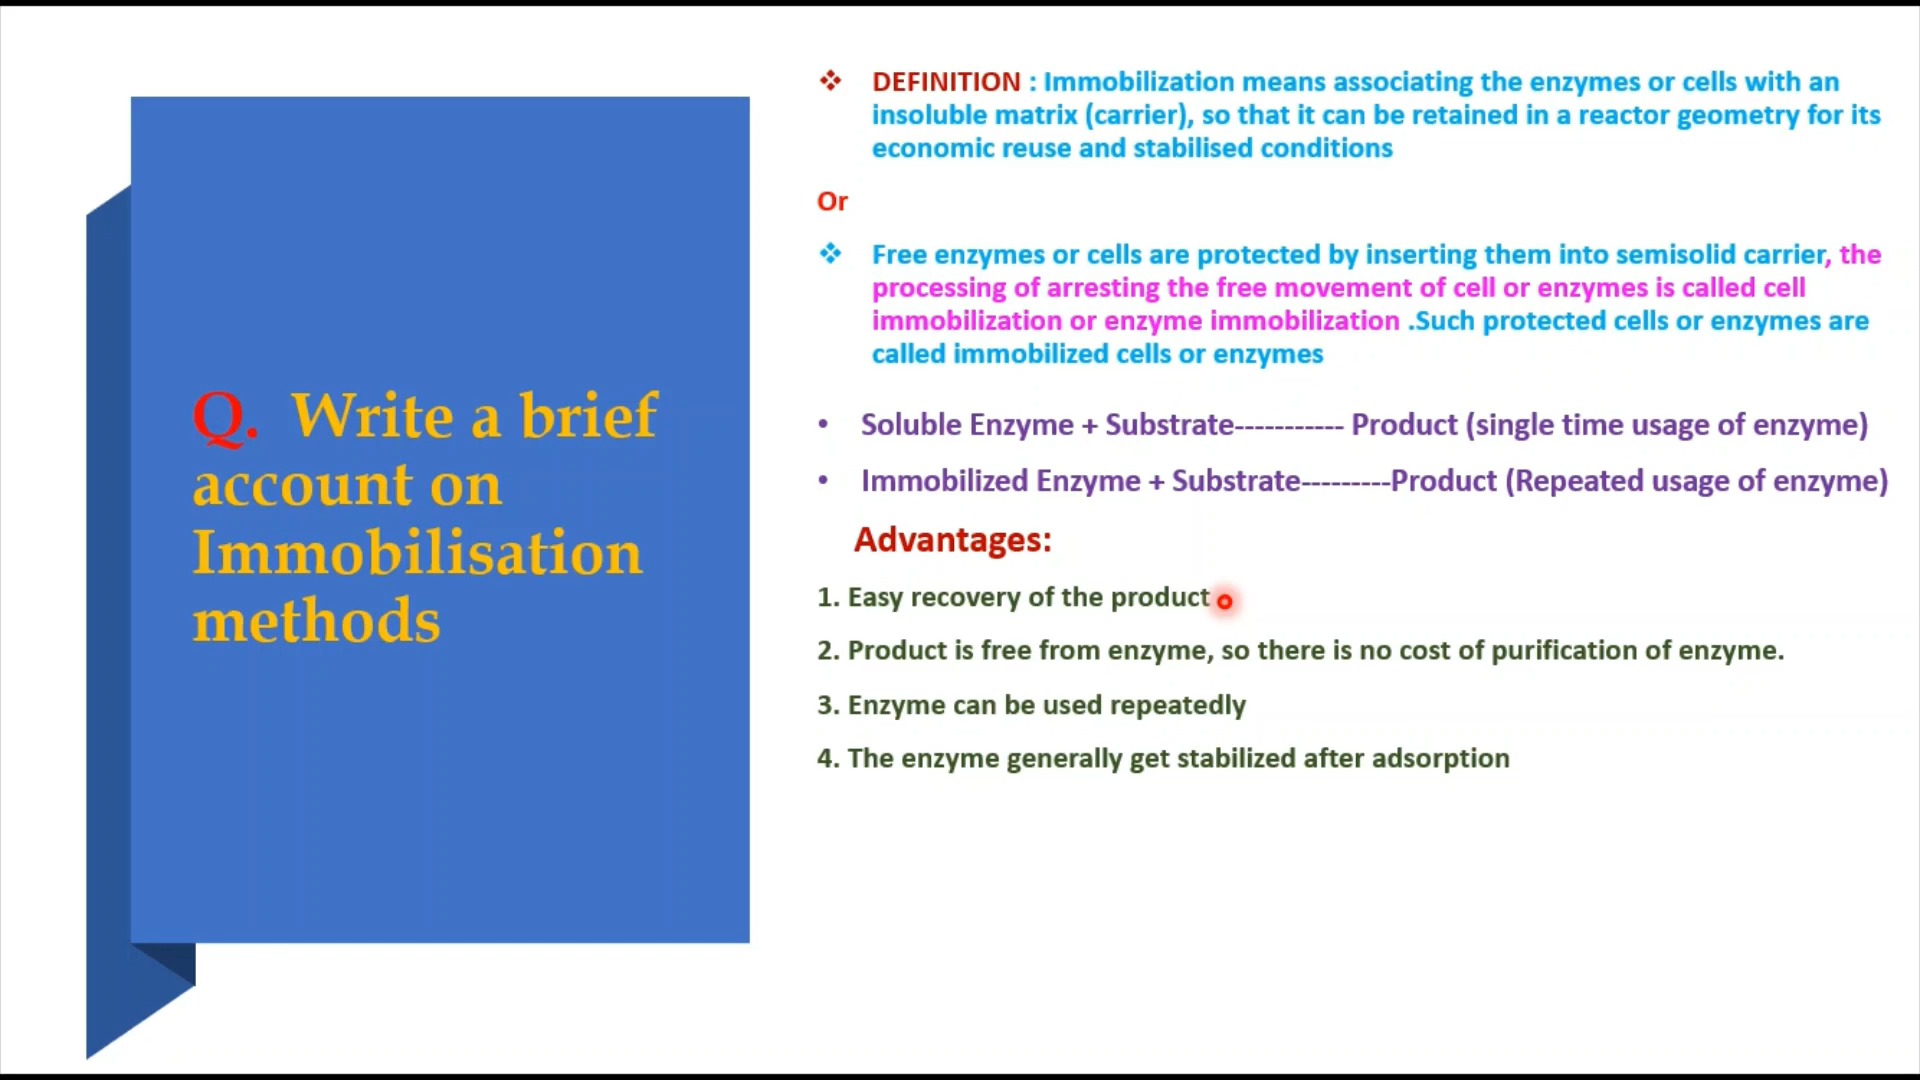 Q. Write a brief
account on
Immobilisation
methods
❖ DEFINITION : Immobilization means associating the enzymes or cells with an
insoluble matrix (carrier), so that it can be retained in a reactor geometry for its
economic reuse and stabilised conditions
Or
❖ Free enzymes or cells are protected by inserting them into semisolid carrier, the
processing of arresting the free movement of cell or enzymes is called cell
immobilization or enzyme immobilization .Such protected cells or enzymes are
called immobilized cells or enzymes
• Soluble Enzyme + Substrate----------- Product (single time usage of enzyme)
• Immobilized Enzyme + Substrate---------Product (Repeated usage of enzyme)
Advantages:
1. Easy recovery of the product
2. Product is free from enzyme, so there is no cost of purification of enzyme.
3. Enzyme can be used repeatedly
4. The enzyme generally get stabilized after adsorption